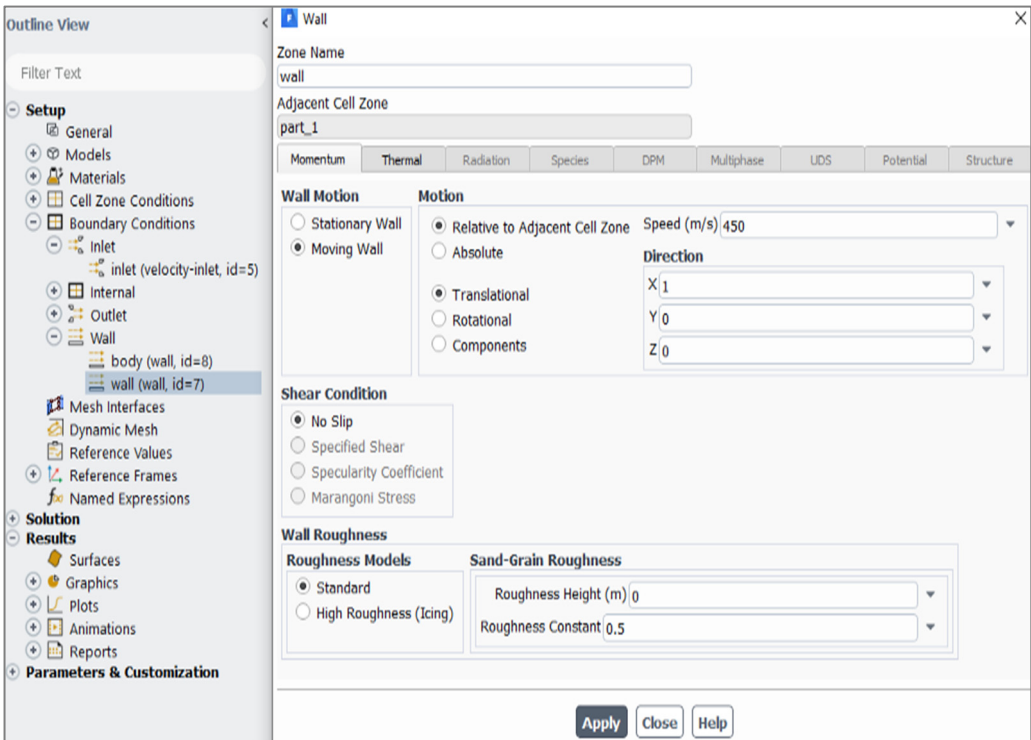 Outline View
Filter Text
Setup
General
Models
Materials
Cell Zone Conditions
Boundary Conditions
Inlet
inlet (velocity-inlet, id=5)
Internal
Outlet
Wall
body (wall, id=8)
wall (wall, id=7)
Mesh Interfaces
Dynamic Mesh
Reference Values
Reference Frames
Named Expressions
Solution
Results
Surfaces
Graphics
Plots
Animations
Reports
Parameters & Customization
Wall
Zone Name
wall
Adjacent Cell Zone
part_1
Momentum Thermal Radiation Species DPM Multiphase UDS Potential Structure
Wall Motion
Stationary Wall
Moving Wall
Motion
Relative to Adjacent Cell Zone
Absolute
Translational
Rotational
Components
Speed (m/s) 450
Direction
X 1
Y 0
Z 0
Shear Condition
No Slip
Specified Shear
Specularity Coefficient
Marangoni Stress
Wall Roughness
Roughness Models
Standard
High Roughness (Icing)
Sand-Grain Roughness
Roughness Height (m) 0
Roughness Constant 0.5
Apply Close Help